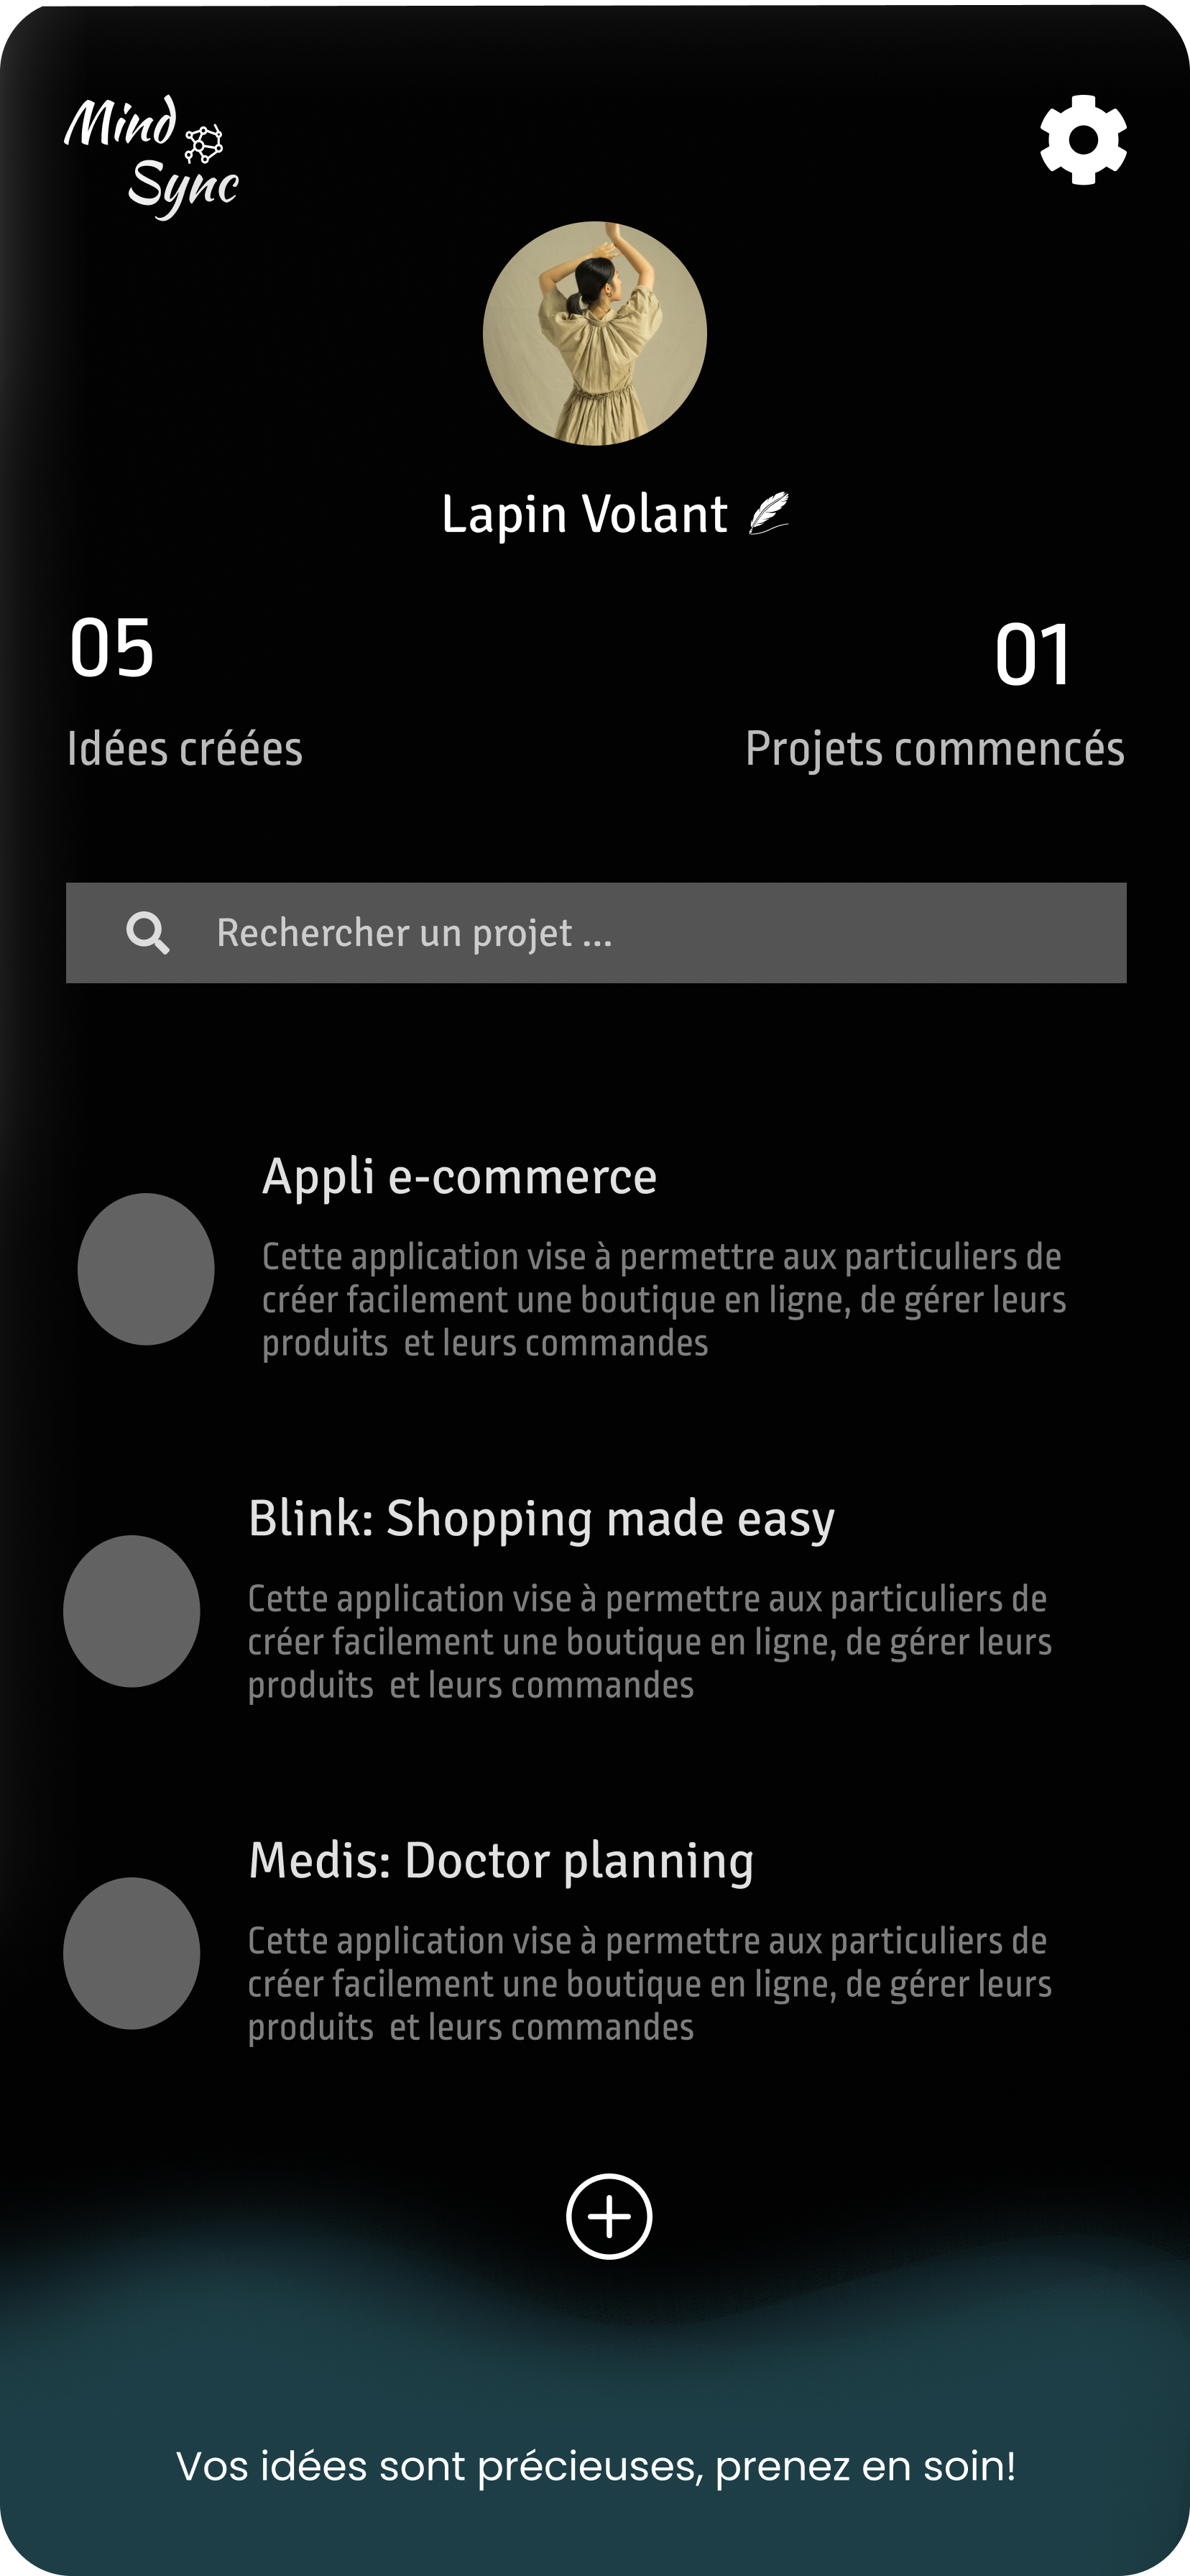 Mind
Sync
Lapin Volant
05
01
Idées créées
Projets commencés
Rechercher un projet ...
Appli e-commerce
Cette application vise à permettre aux particuliers de
créer facilement une boutique en ligne, de gérer leurs
produits  et leurs commandes
Blink: Shopping made easy
Cette application vise à permettre aux particuliers de
créer facilement une boutique en ligne, de gérer leurs
produits  et leurs commandes
Medis: Doctor planning
Cette application vise à permettre aux particuliers de
créer facilement une boutique en ligne, de gérer leurs
produits  et leurs commandes
Vos idées sont précieuses, prenez en soin!